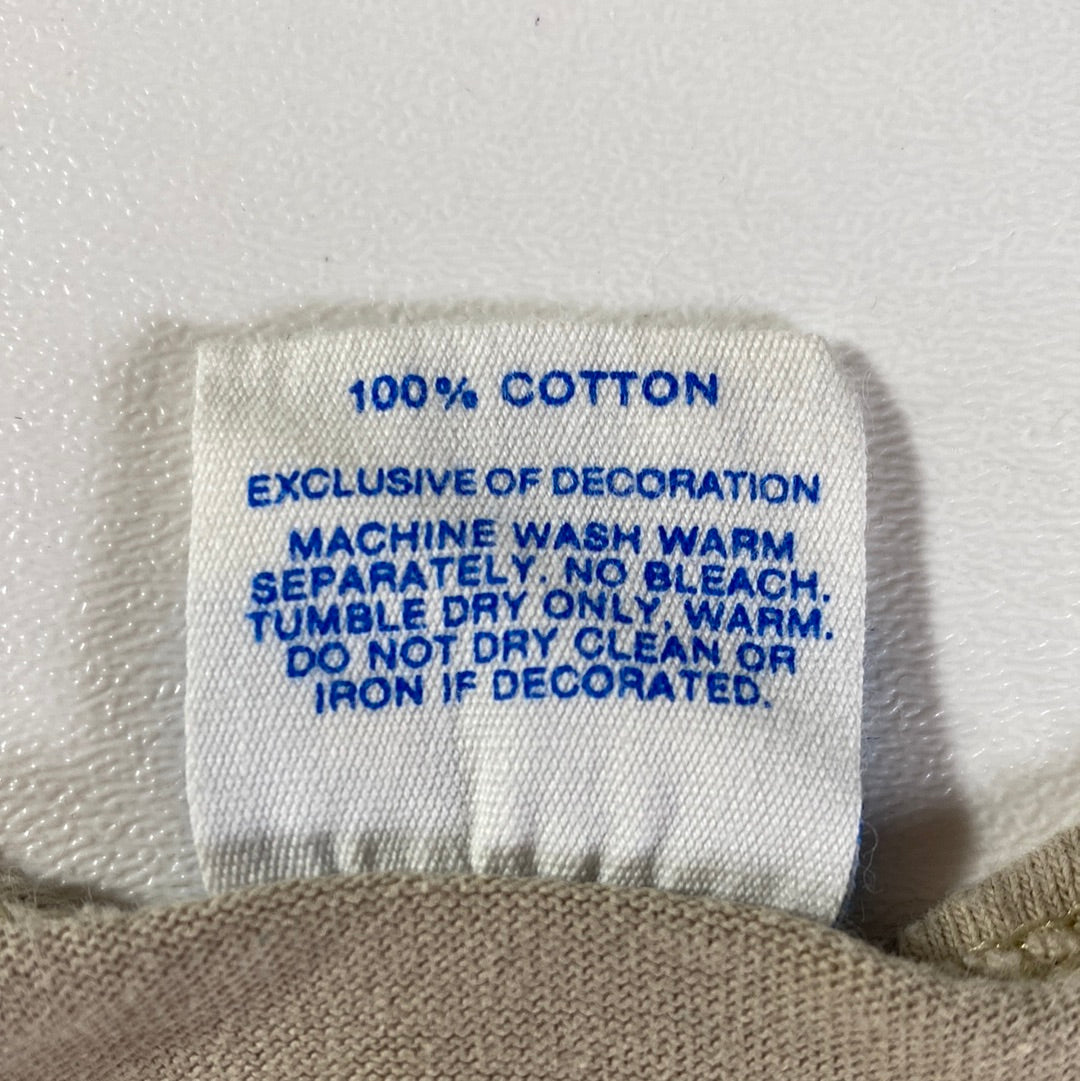 100% COTTON
EXCLUSIVE OF DECORATION
MACHINE WASH WARM
SEPARATELY. NO BLEACH.
TUMBLE DRY ONLY, WARM.
DO NOT DRY CLEAN OR
IRON IF DECORATED.